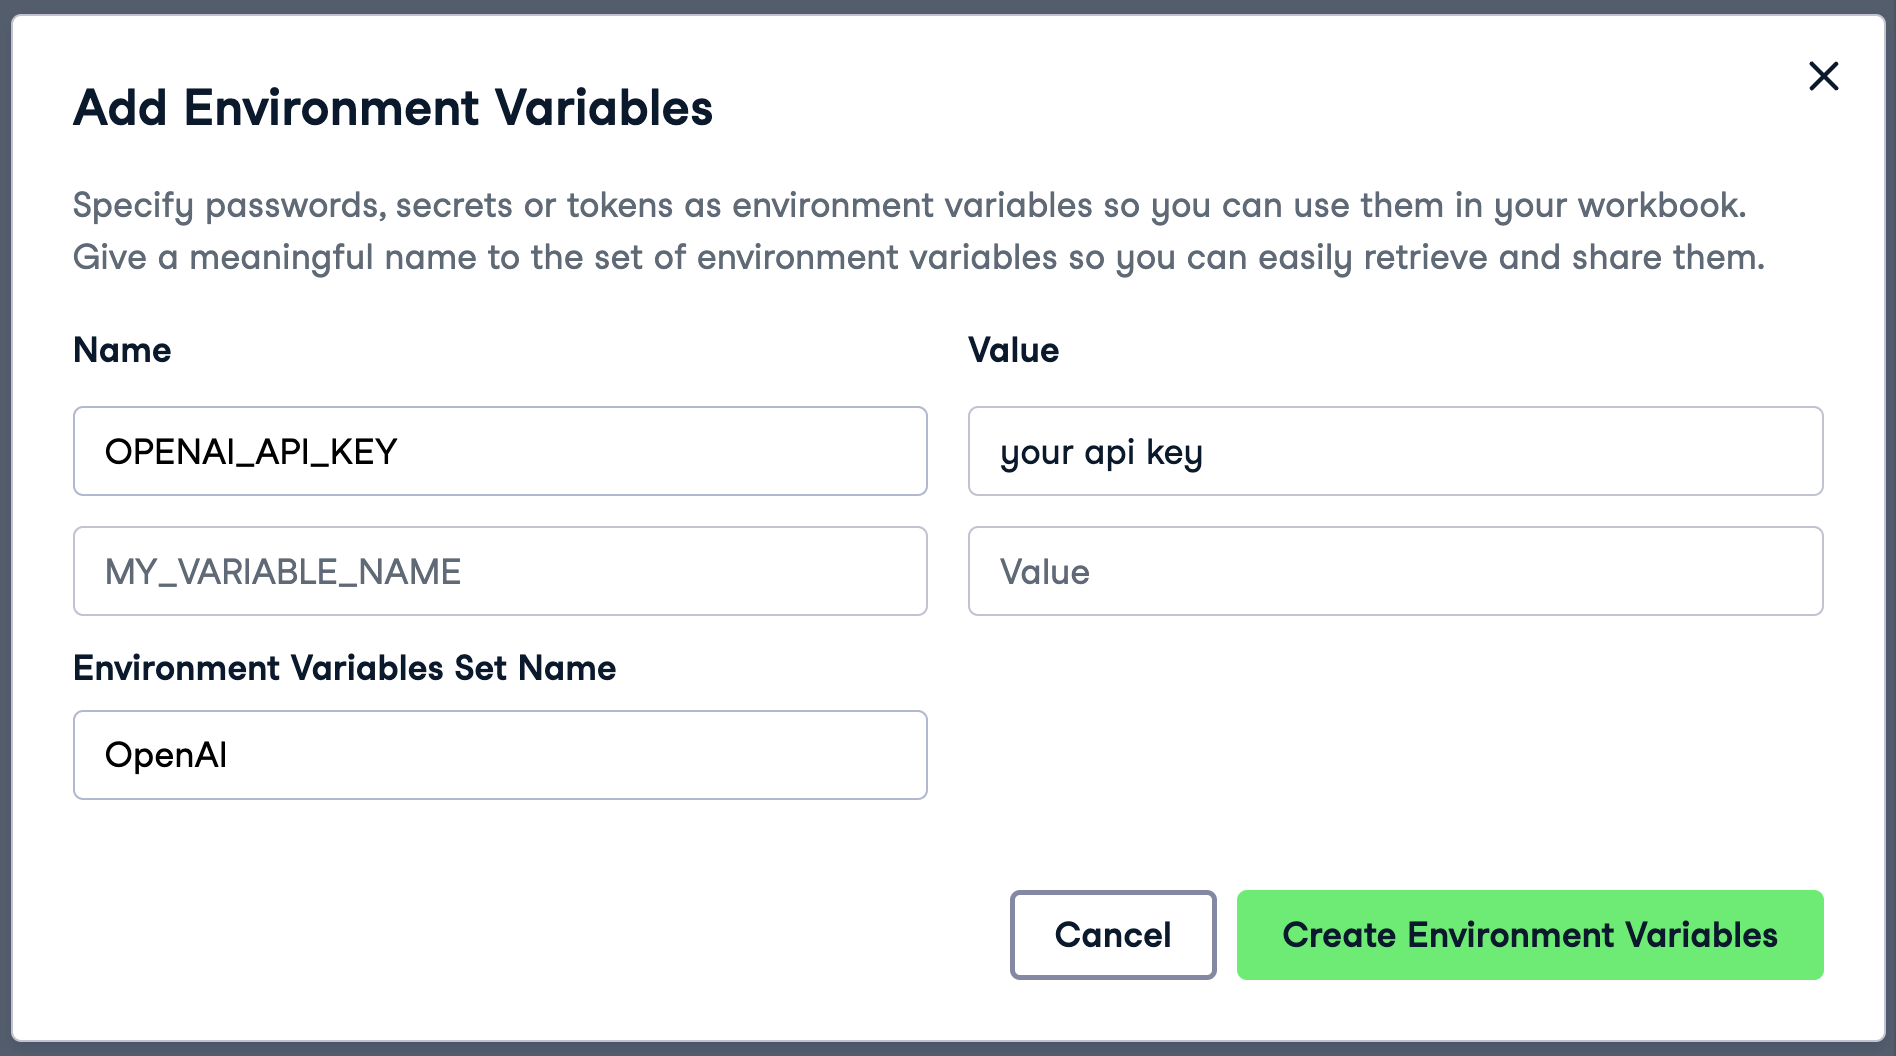 Add Environment Variables
Specify passwords, secrets or tokens as environment variables so you can use them in your workbook.
Give a meaningful name to the set of environment variables so you can easily retrieve and share them.
Name
Value
OPENAI_API_KEY
your api key
MY_VARIABLE_NAME
Value
Environment Variables Set Name
OpenAI
Cancel
Create Environment Variables